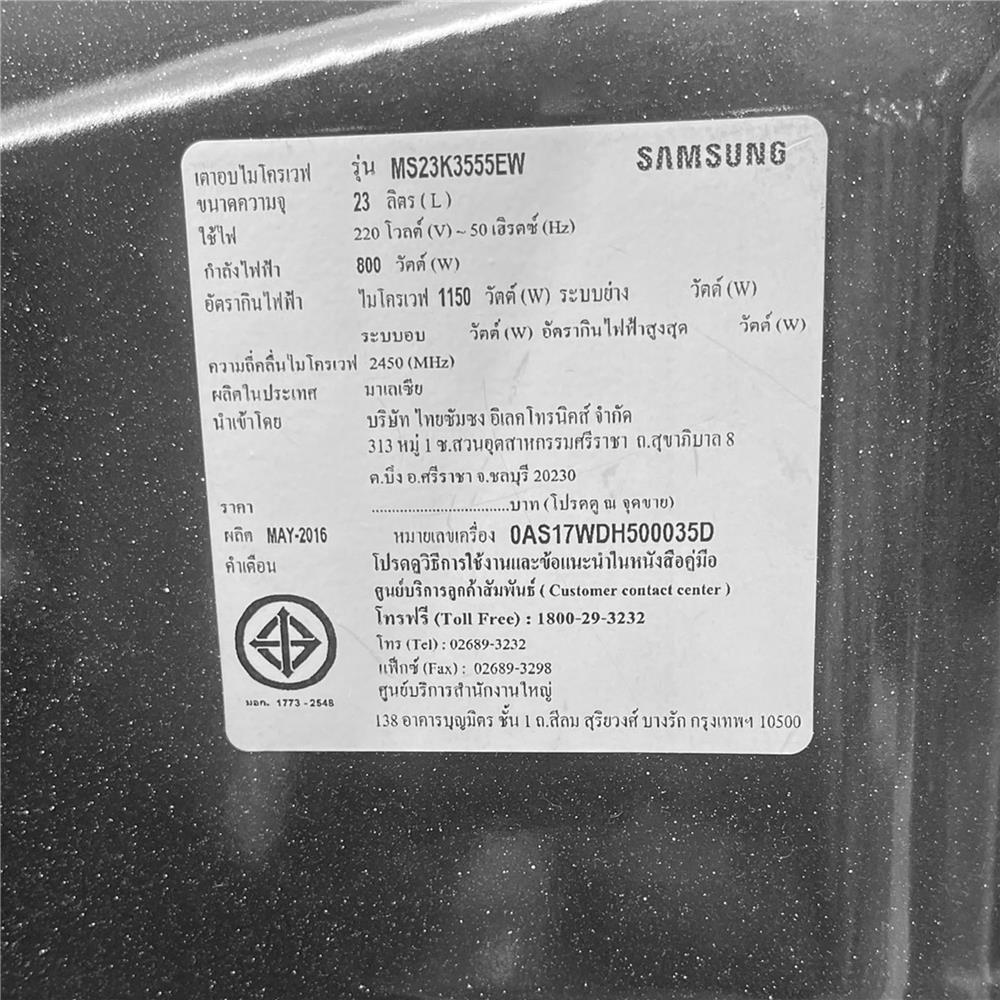 เตาอบไมโครเวฟ รุ่น MS23K3555EW SAMSUNG
ขนาดความจุ 23 ลิตร ( L )
ใช้ไฟ 220 โวลต์ (V) ~ 50 เฮิรตซ์ (Hz)
กำลังไฟฟ้า 800 วัตต์ (W)
อัตรากินไฟฟ้า ไมโครเวฟ 1150 วัตต์ (W) ระบบย่าง วัตต์ (W)
ระบบอบ วัตต์ (W) อัตรากินไฟฟ้าสูงสุด วัตต์ (W)
ความถี่คลื่นไมโครเวฟ 2450 (MHz)
ผลิตในประเทศ มาเลเซีย
นำเข้าโดย บริษัท ไทยซัมซุง อิเลคโทรนิคส์ จำกัด
313 หมู่ 1 ซ.สวนอุตสาหกรรมศรีราชา ถ.สุขาภิบาล 8
ต.บึง อ.ศรีราชา จ.ชลบุรี 20230
ราคา ..................................บาท (โปรดดู ณ จุดขาย)
ผลิต MAY-2016 หมายเลขเครื่อง 0AS17WDH500035D
คำเตือน โปรดดูวิธีการใช้งานและข้อแนะนำในหนังสือคู่มือ
ศูนย์บริการลูกค้าสัมพันธ์ ( Customer contact center )
โทรฟรี (Toll Free) : 1800-29-3232
โทร (Tel) : 02689-3232
แฟ็กซ์ (Fax) : 02689-3298
ศูนย์บริการสำนักงานใหญ่
มอก. 1773 - 2548
138 อาคารบุญมิตร ชั้น 1 ถ.สีลม สุริยวงศ์ บางรัก กรุงเทพฯ 10500